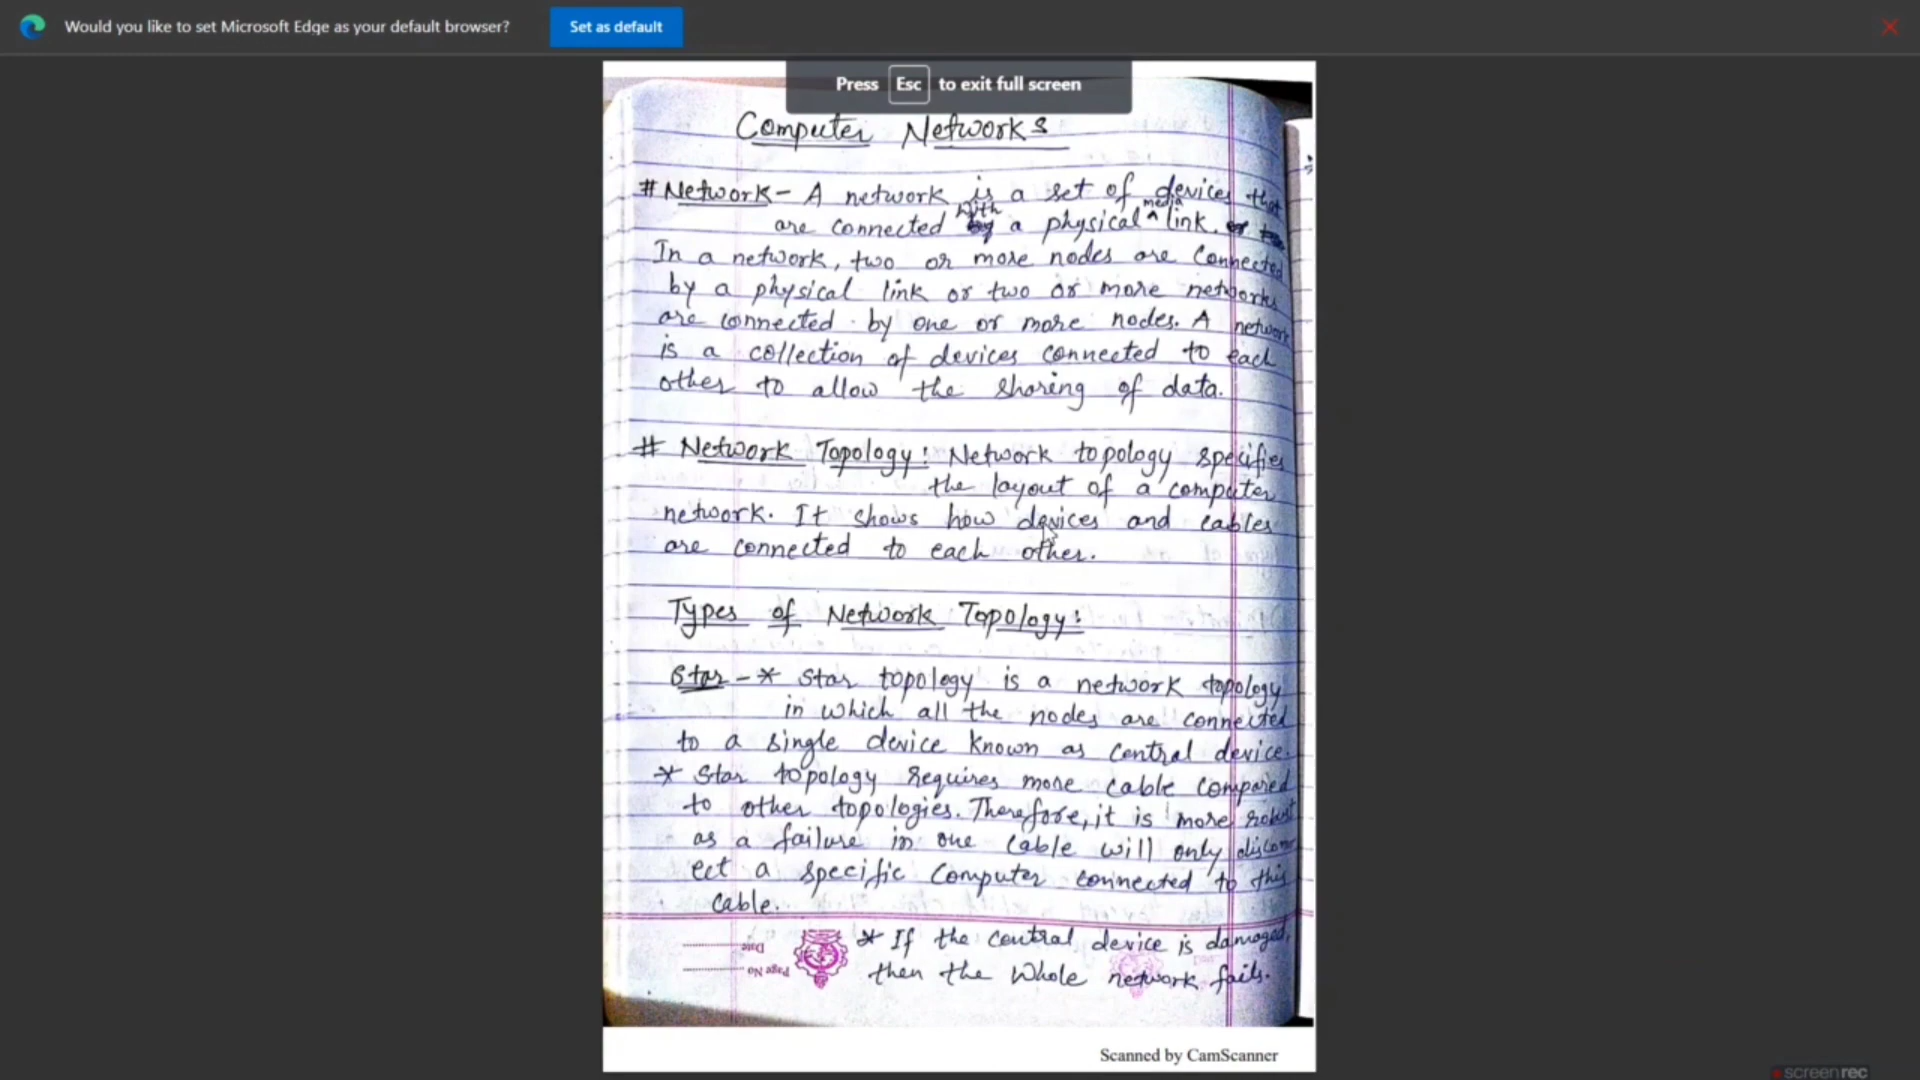 Would you like to set Microsoft Edge as your default browser? Set as default
Press Esc to exit full screen
Computer Networks
# Network - A network is a set of devices that
are connected with a physical media link.
In a network, two or more nodes are connected
by a physical link or two or more networks
are connected by one or more nodes. A network
is a collection of devices connected to each
other to allow the sharing of data.
# Network Topology: Network topology specifies
the layout of a computer
network. It shows how devices and cables
are connected to each other.
Types of Network Topology:
Star - * Star topology is a network topology
in which all the nodes are connected
to a single device known as central device.
* Star topology requires more cable compared
to other topologies. Therefore, it is more robust
as a failure in one cable will only disconn
ect a specific computer connected to this
cable.
* If the central device is damaged,
then the whole network fails.
Date
Page No
Scanned by CamScanner
screenrec